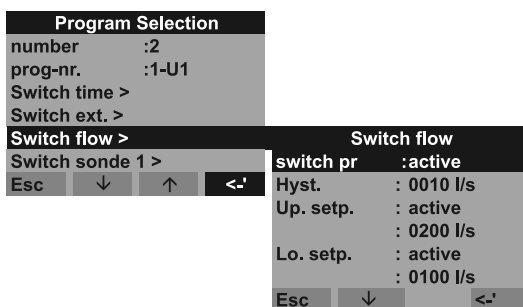 Program Selection
number :2
prog-nr. :1-U1
Switch time >
Switch ext. >
Switch flow >
Switch sonde 1 >
Esc ↓ ↑ <-'
Switch flow
switch pr :active
Hyst. : 0010 l/s
Up. setp. : active
: 0200 l/s
Lo. setp. : active
: 0100 l/s
Esc ↓ <-'